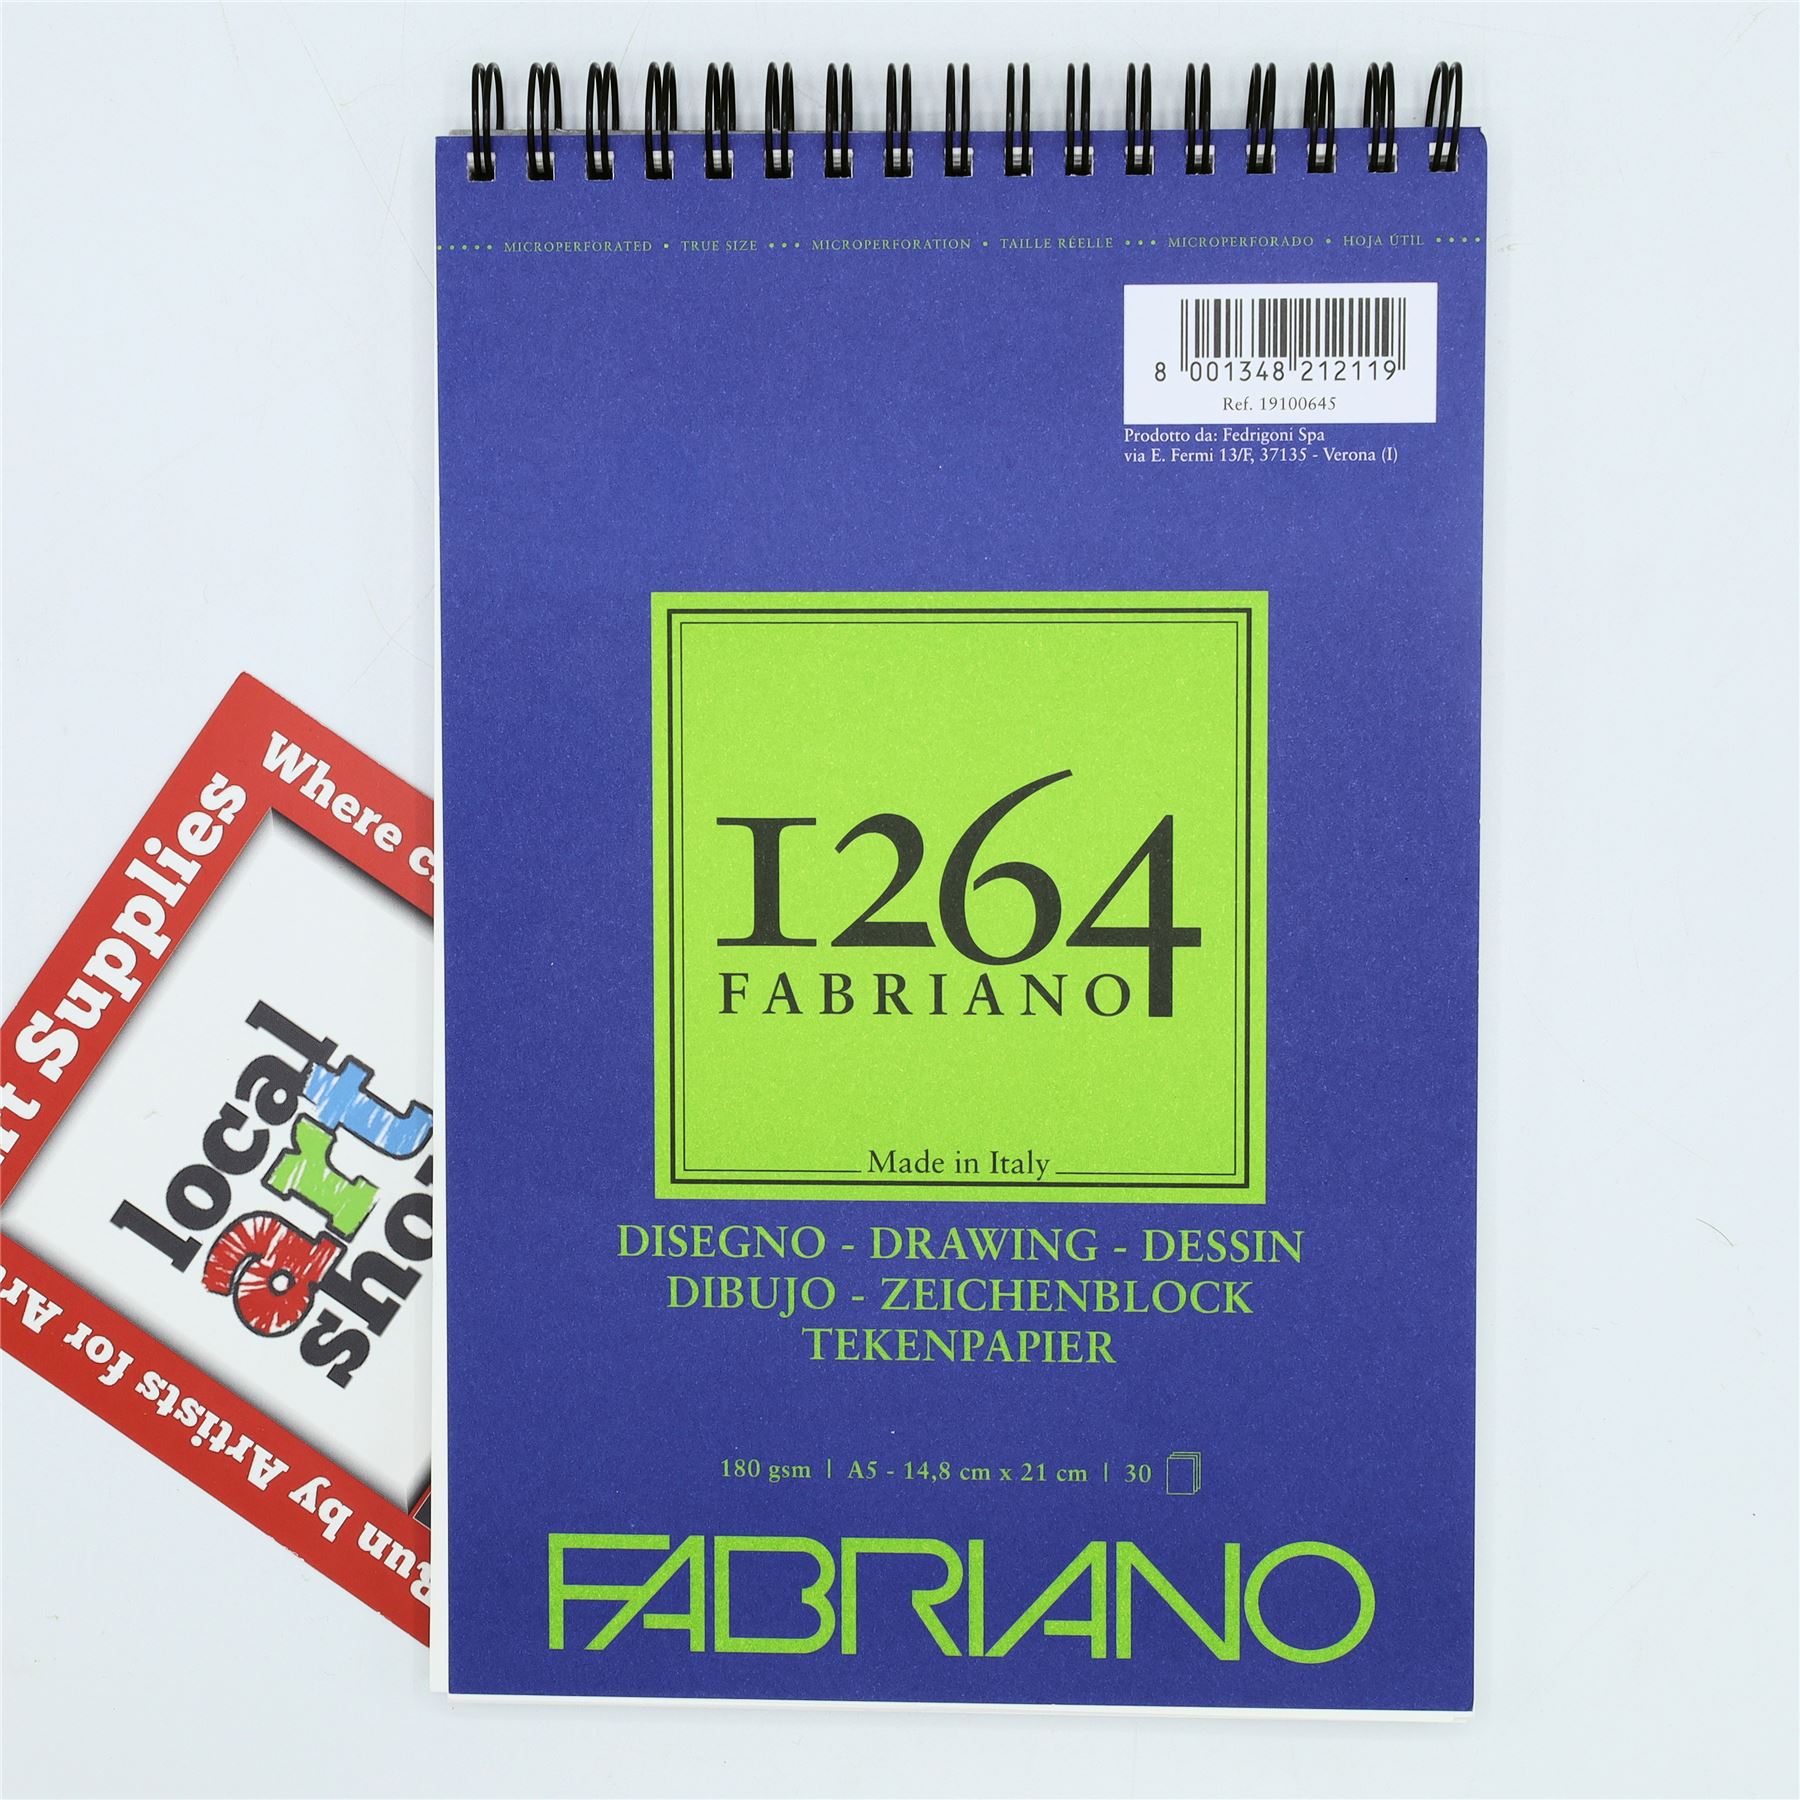 MICROPERFORATED • TRUE SIZE • • • MICROPERFORATION • TAILLE RÉELLE • • • MICROPERFORADO • HOJA ÚTIL
8 001348 212119
Ref. 19100645
Prodotto da: Fedrigoni Spa
via E. Fermi 13/F, 37135 - Verona (I)
1264
FABRIANO
Made in Italy
DISEGNO - DRAWING - DESSIN
DIBUJO - ZEICHENBLOCK
TEKENPAPIER
180 gsm | A5 - 14,8 cm x 21 cm | 30
FABRIANO
Where
Supplies
local
art
for Artists by